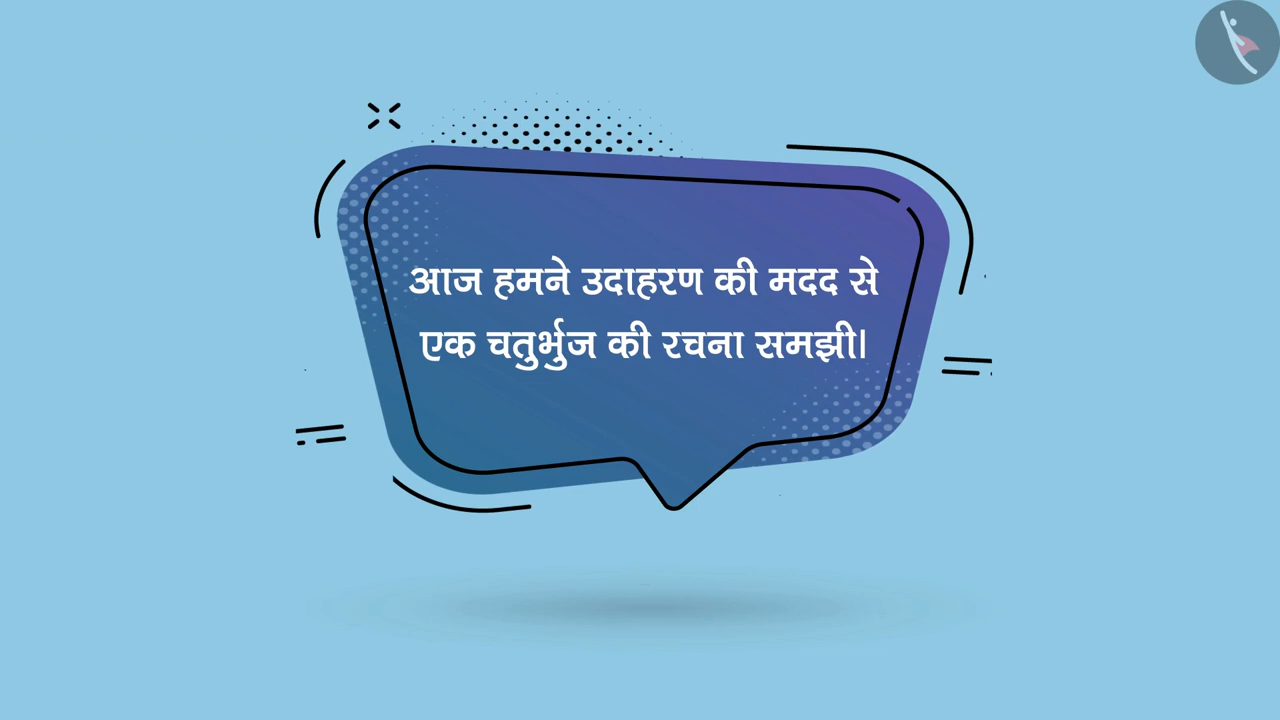 आज हमने उदाहरण की मदद से
एक चतुर्भुज की रचना समझी।